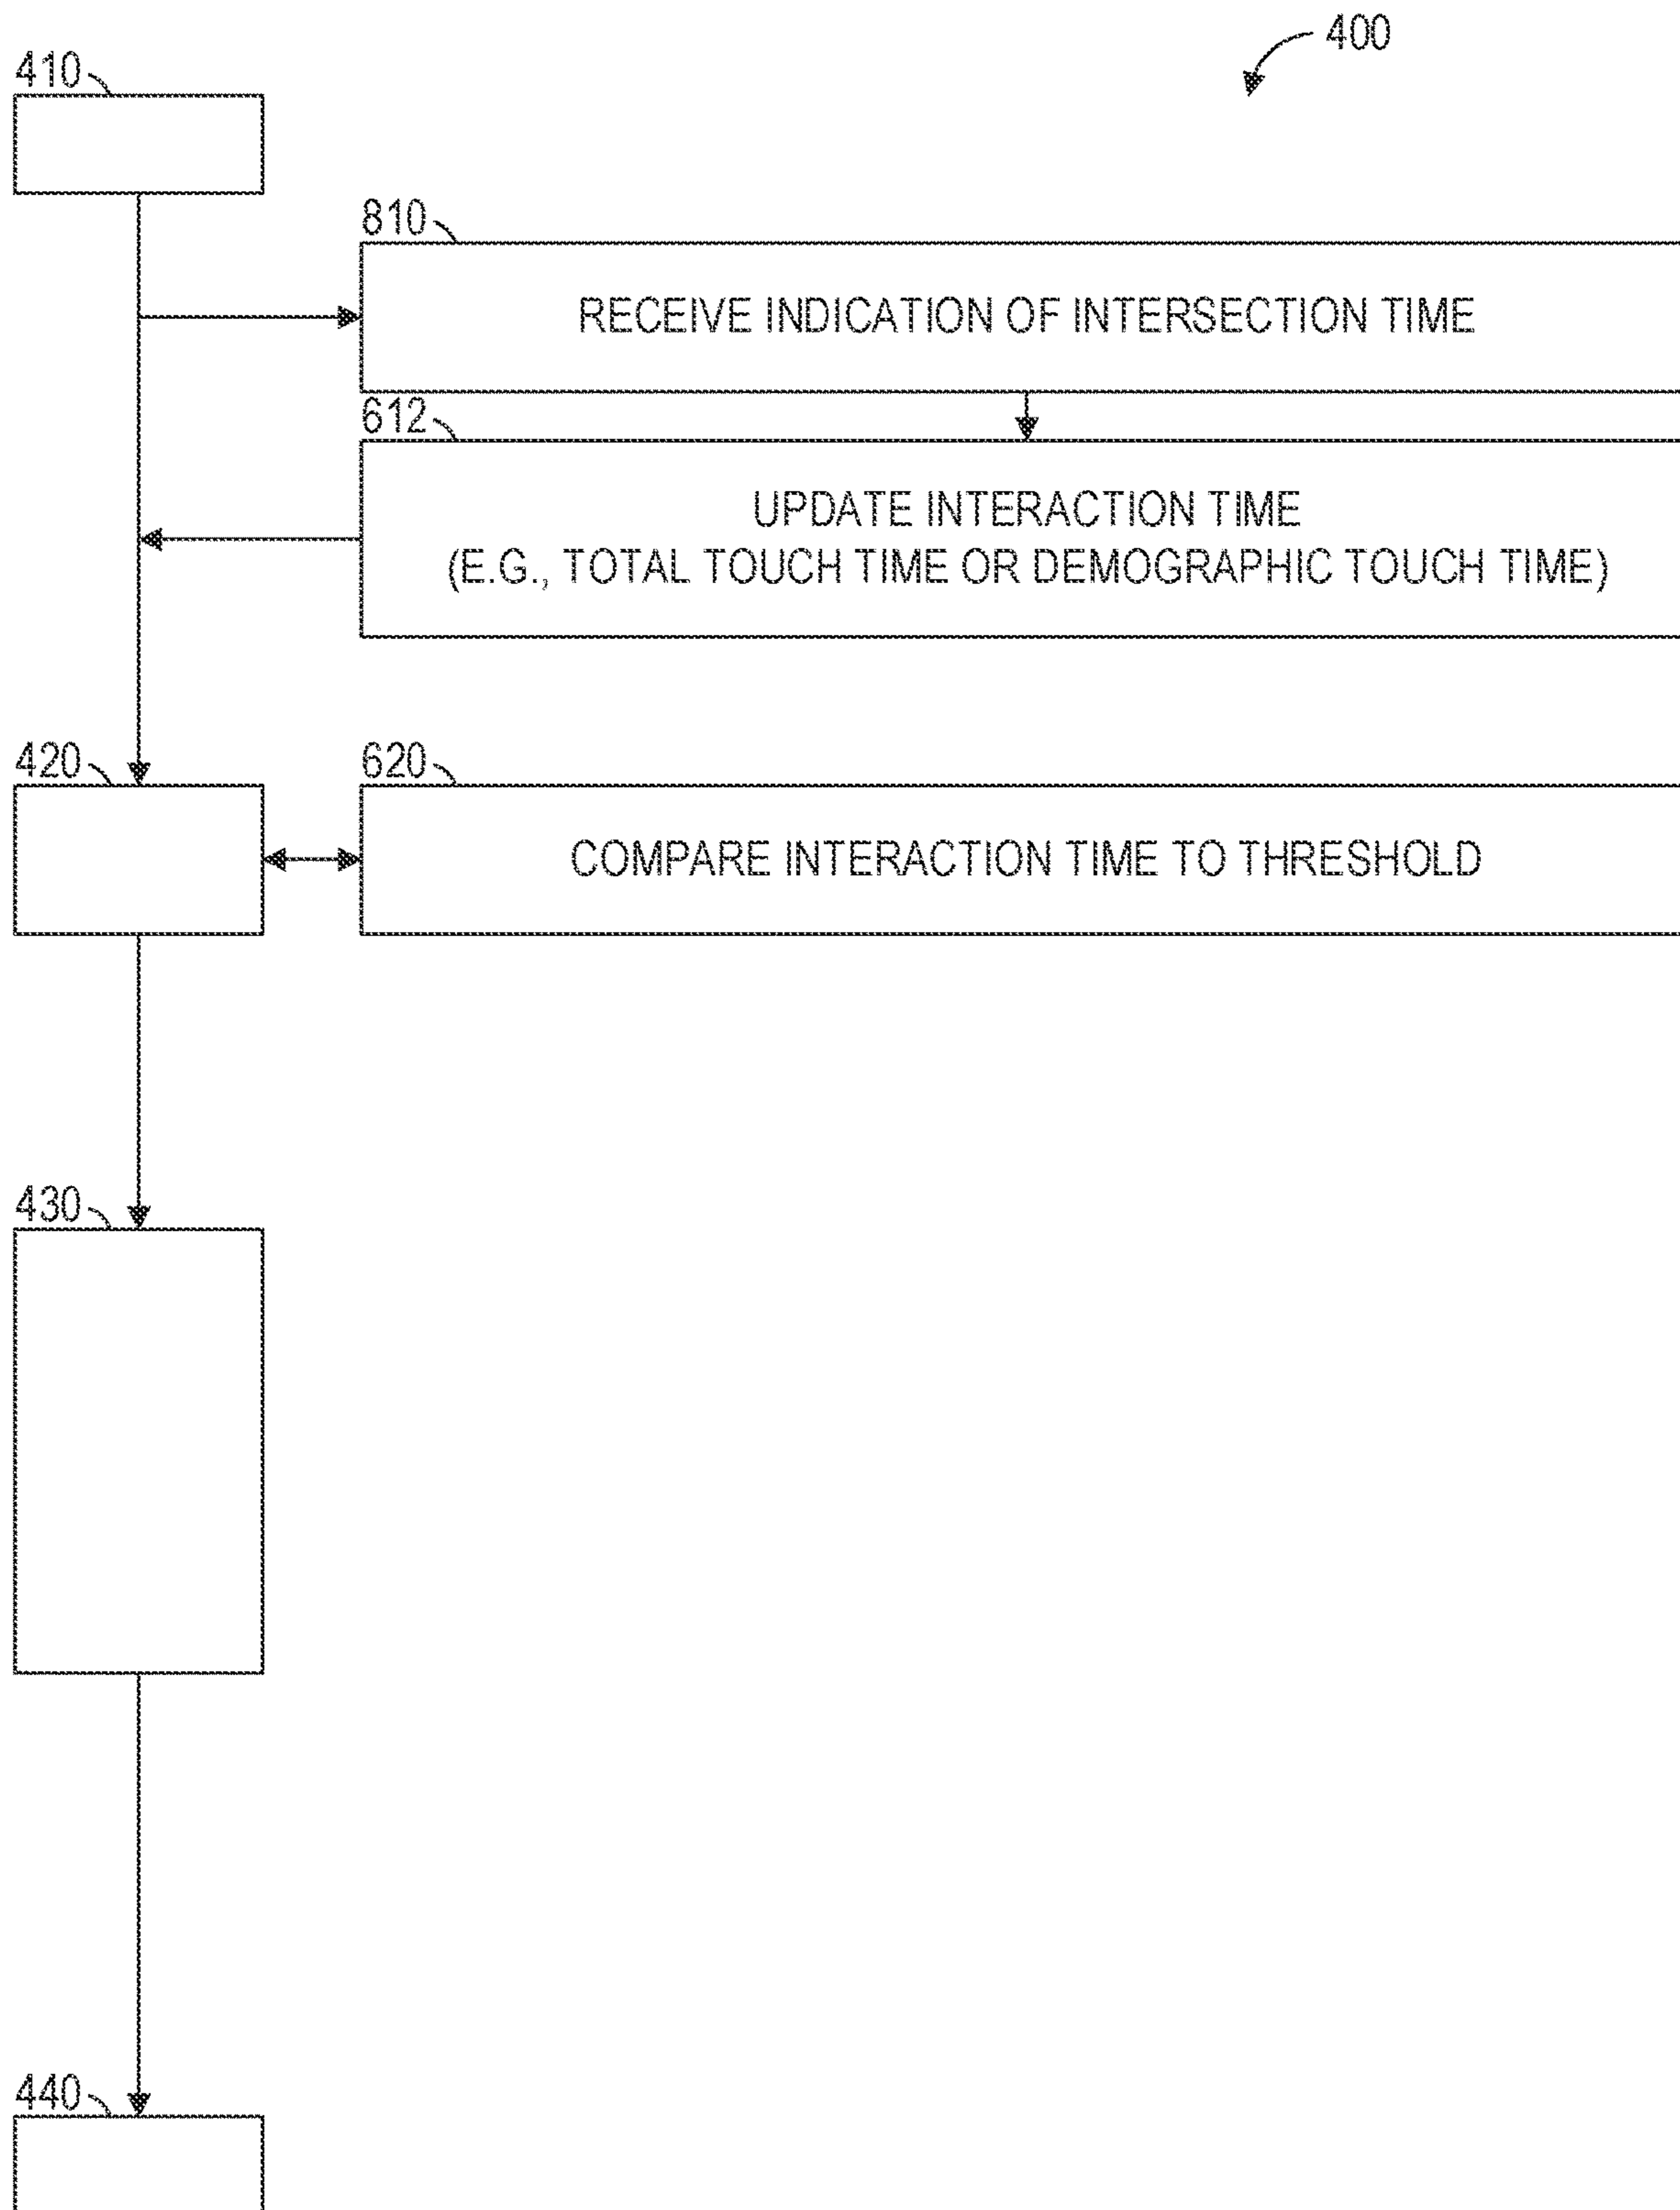 400
410
810
RECEIVE INDICATION OF INTERSECTION TIME
612
UPDATE INTERACTION TIME
(E.G., TOTAL TOUCH TIME OR DEMOGRAPHIC TOUCH TIME)
420
620
COMPARE INTERACTION TIME TO THRESHOLD
430
440